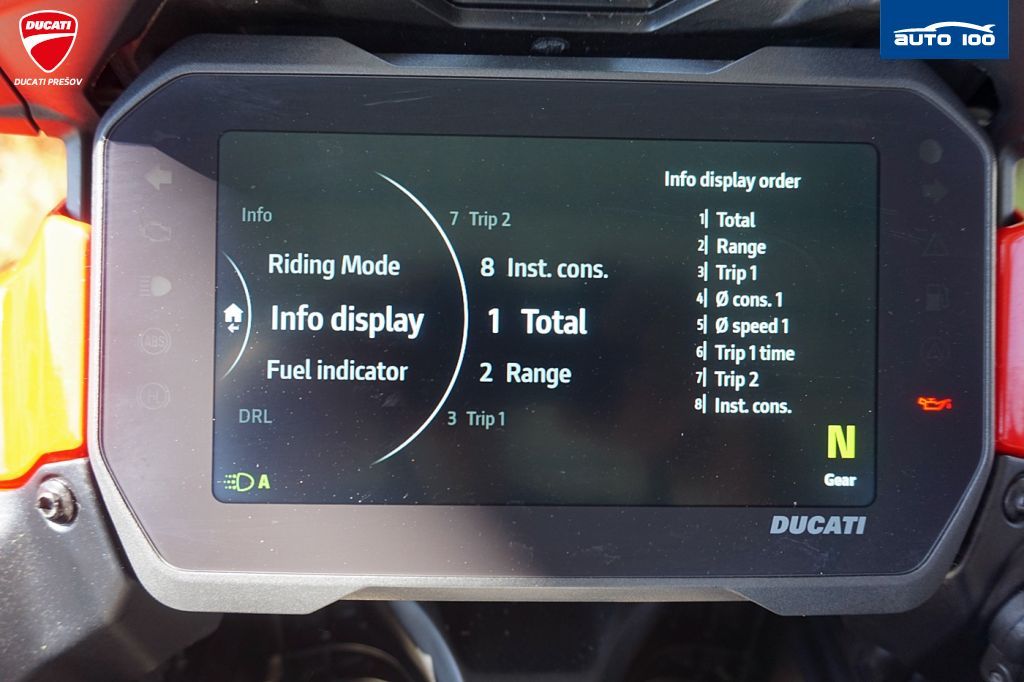 DUCATI
DUCATI PREŠOV
AUTO 100
Info
Riding Mode
Info display
Fuel indicator
DRL
A
7 Trip 2
8 Inst. cons.
1 Total
2 Range
3 Trip 1
Info display order
1 Total
2 Range
3 Trip 1
4 Ø cons. 1
5 Ø speed 1
6 Trip 1 time
7 Trip 2
8 Inst. cons.
N
Gear
ABS
DUCATI